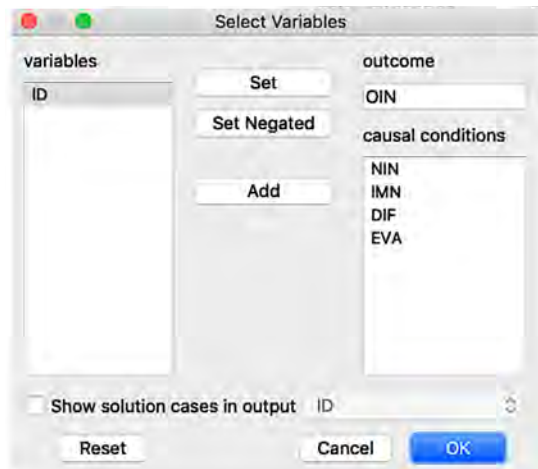 Select Variables
variables
ID
Set
Set Negated
Add
outcome
OIN
causal conditions
NIN
IMN
DIF
EVA
Show solution cases in output ID
Reset
Cancel
OK